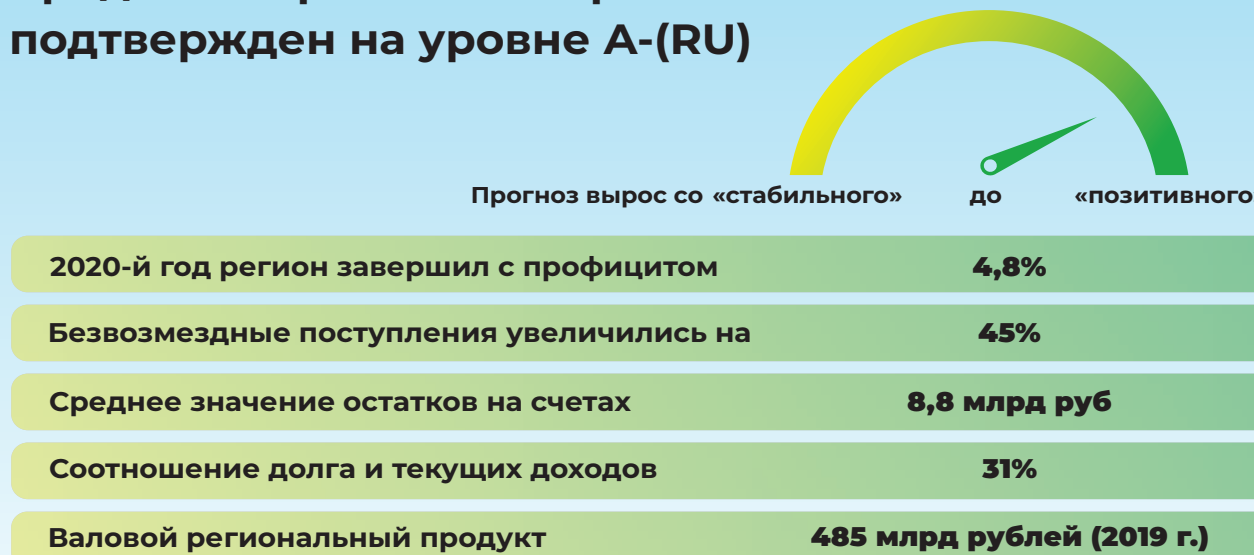 подтвержден на уровне A-(RU)
Прогноз вырос со «стабильного» до «позитивного
2020-й год регион завершил с профицитом 4,8%
Безвозмездные поступления увеличились на 45%
Среднее значение остатков на счетах 8,8 млрд руб
Соотношение долга и текущих доходов 31%
Валовой региональный продукт 485 млрд рублей (2019 г.)